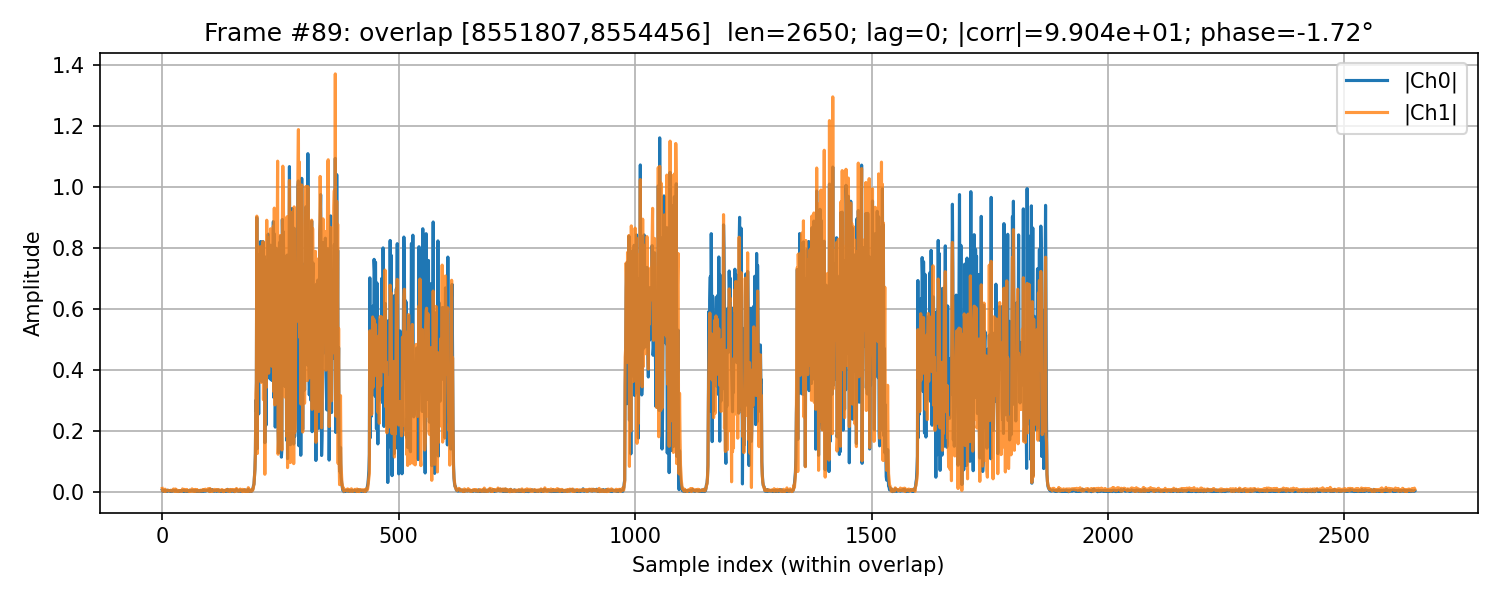 Frame #89: overlap [8551807,8554456]  len=2650; lag=0; |corr|=9.904e+01; phase=-1.72°
|Ch0|
|Ch1|
Amplitude
1.4
1.2
1.0
0.8
0.6
0.4
0.2
0.0
0 500 1000 1500 2000 2500
Sample index (within overlap)